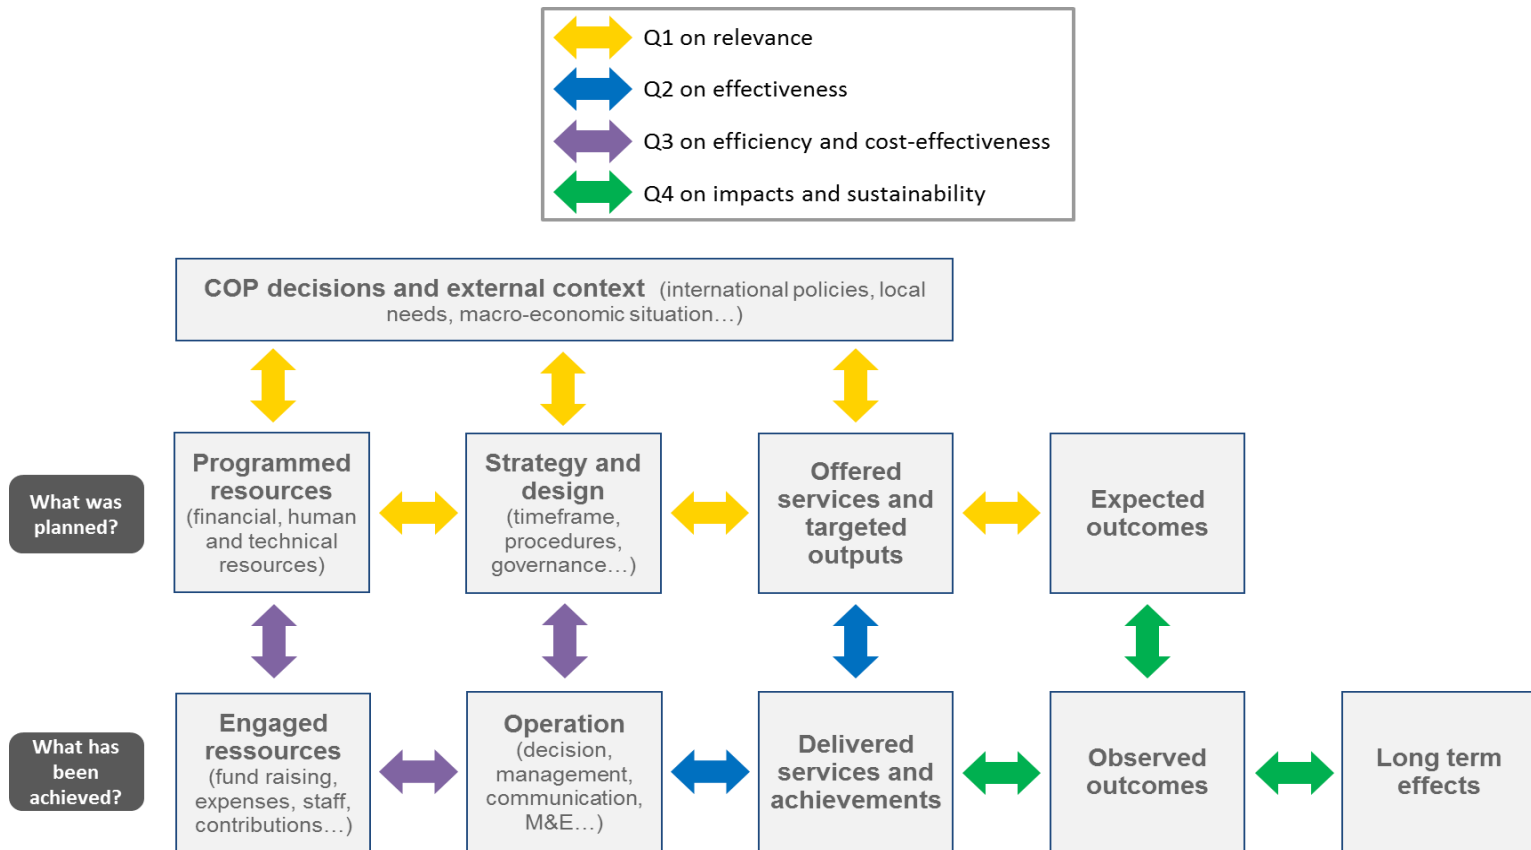 Q1 on relevance
Q2 on effectiveness
Q3 on efficiency and cost-effectiveness
Q4 on impacts and sustainability
COP decisions and external context (international policies, local
needs, macro-economic situation…)
What was
planned?
Programmed
resources
(financial, human
and technical
resources)
Strategy and
design
(timeframe,
procedures,
governance…)
Offered
services and
targeted
outputs
Expected
outcomes
What has
been
achieved?
Engaged
ressources
(fund raising,
expenses, staff,
contributions…)
Operation
(decision,
management,
communication,
M&E…)
Delivered
services and
achievements
Observed
outcomes
Long term
effects